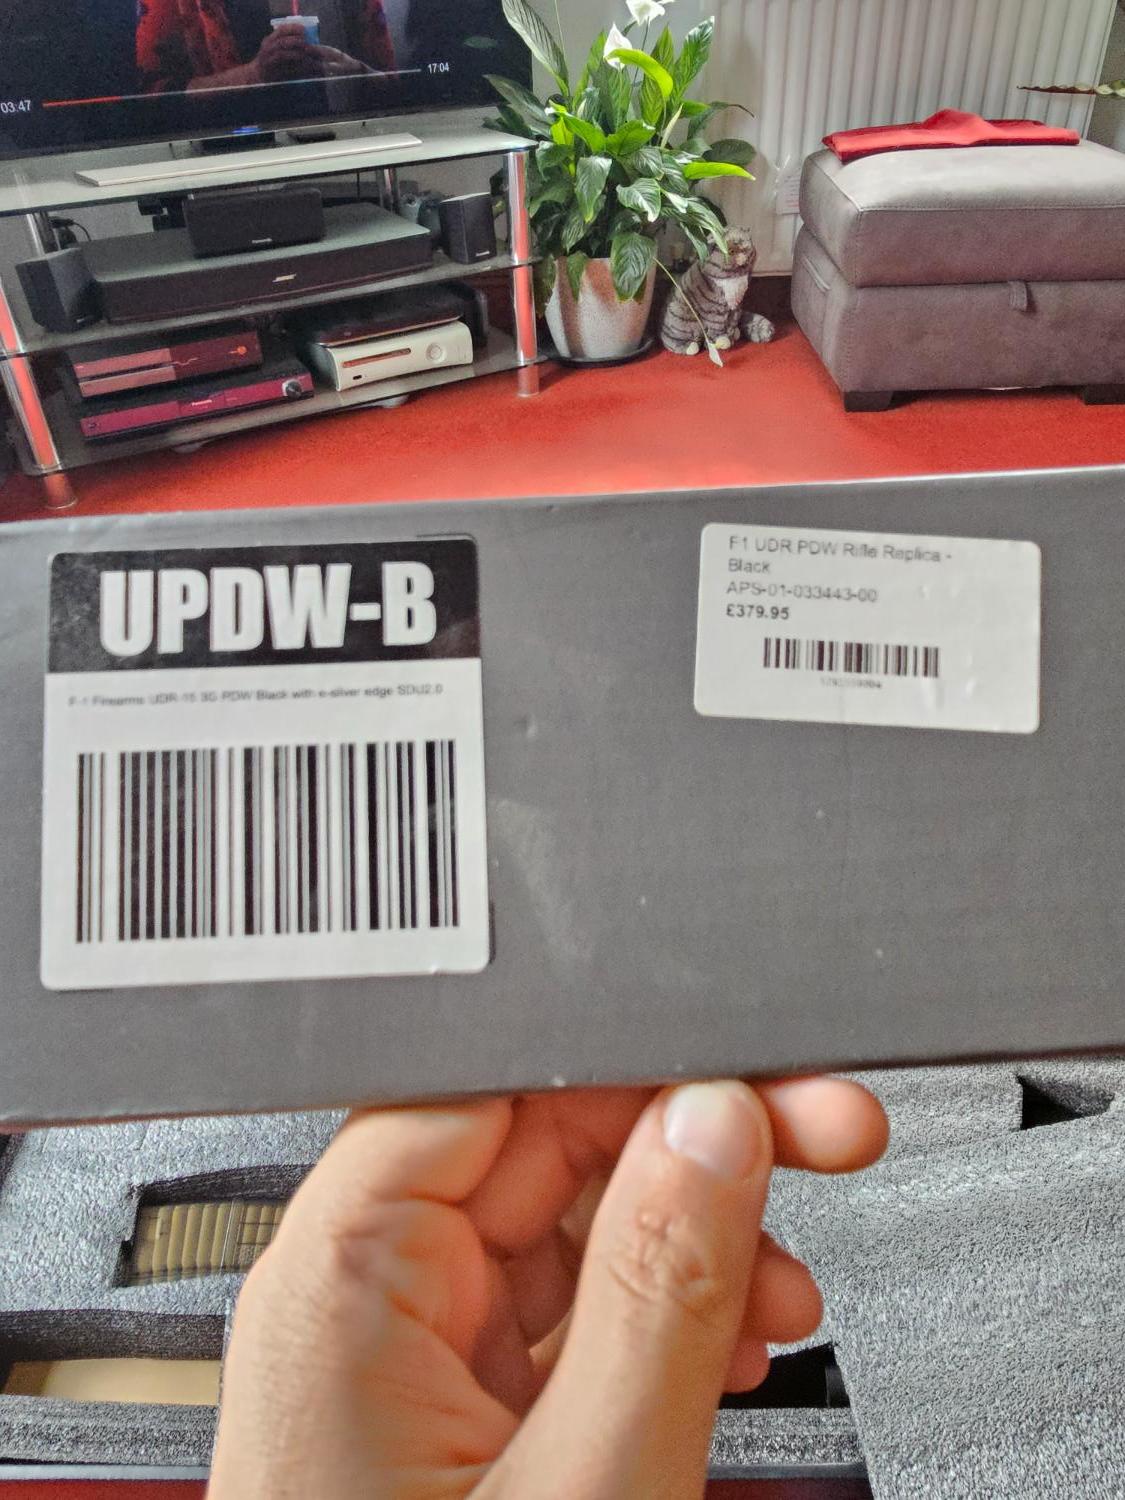 03:47
17:04
UPDW-B
F-1 Firearms UDR-15 3G PDW Black with e-silver edge SDU2.0
F1 UDR PDW Rifle Replica -
Black
APS-01-033443-00
£379.95